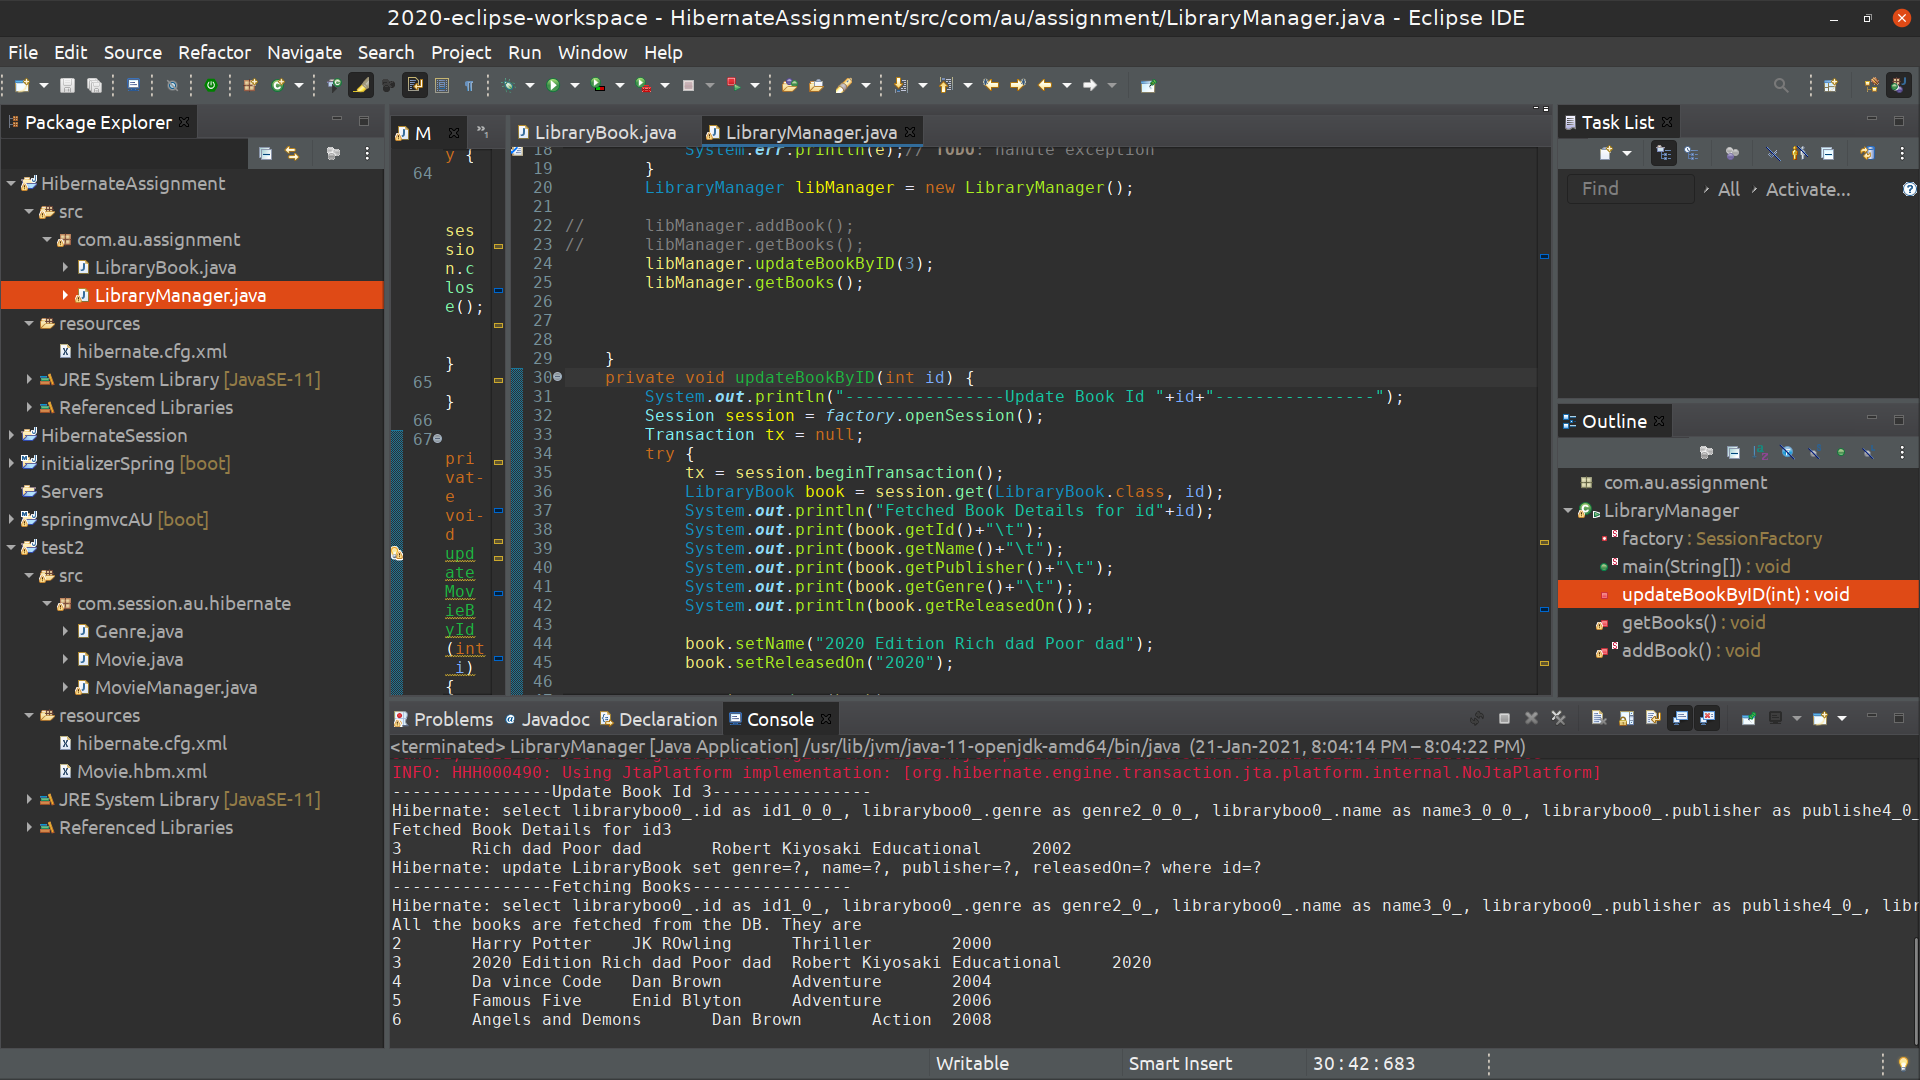 2020-eclipse-workspace - HibernateAssignment/src/com/au/assignment/LibraryManager.java - Eclipse IDE
File Edit Source Refactor Navigate Search Project Run Window Help
Package Explorer
HibernateAssignment
src
com.au.assignment
LibraryBook.java
LibraryManager.java
resources
hibernate.cfg.xml
JRE System Library [JavaSE-11]
Referenced Libraries
HibernateSession
initializerSpring [boot]
Servers
springmvcAU [boot]
test2
src
com.session.au.hibernate
Genre.java
Movie.java
MovieManager.java
resources
hibernate.cfg.xml
Movie.hbm.xml
JRE System Library [JavaSE-11]
Referenced Libraries
M
y {
64
ses
sio
n.c
los
e();
}
65
}
66
67
pri
vat-
e
voi-
d
upd
ate
Mov
ieB
yId
(int
i)
{
LibraryBook.java LibraryManager.java
18 System.err.println(e);// TODO: handle exception
19 }
20 LibraryManager libManager = new LibraryManager();
21
22 // libManager.addBook();
23 // libManager.getBooks();
24 libManager.updateBookByID(3);
25 libManager.getBooks();
26
27
28
29 }
30 private void updateBookByID(int id) {
31 System.out.println("----------------Update Book Id "+id+"----------------");
32 Session session = factory.openSession();
33 Transaction tx = null;
34 try {
35 tx = session.beginTransaction();
36 LibraryBook book = session.get(LibraryBook.class, id);
37 System.out.println("Fetched Book Details for id"+id);
38 System.out.print(book.getId()+"\t");
39 System.out.print(book.getName()+"\t");
40 System.out.print(book.getPublisher()+"\t");
41 System.out.print(book.getGenre()+"\t");
42 System.out.println(book.getReleasedOn());
43
44 book.setName("2020 Edition Rich dad Poor dad");
45 book.setReleasedOn("2020");
46
Task List
Find All Activate...
Outline
com.au.assignment
LibraryManager
factory : SessionFactory
main(String[]) : void
updateBookByID(int) : void
getBooks() : void
addBook() : void
Problems Javadoc Declaration Console
<terminated> LibraryManager [Java Application] /usr/lib/jvm/java-11-openjdk-amd64/bin/java (21-Jan-2021, 8:04:14 PM – 8:04:22 PM)
INFO: HHH000490: Using JtaPlatform implementation: [org.hibernate.engine.transaction.jta.platform.internal.NoJtaPlatform]
----------------Update Book Id 3----------------
Hibernate: select libraryboo0_.id as id1_0_0_, libraryboo0_.genre as genre2_0_0_, libraryboo0_.name as name3_0_0_, libraryboo0_.publisher as publishe4_0_
Fetched Book Details for id3
3 Rich dad Poor dad Robert Kiyosaki Educational 2002
Hibernate: update LibraryBook set genre=?, name=?, publisher=?, releasedOn=? where id=?
----------------Fetching Books----------------
Hibernate: select libraryboo0_.id as id1_0_, libraryboo0_.genre as genre2_0_, libraryboo0_.name as name3_0_, libraryboo0_.publisher as publishe4_0_, libr
All the books are fetched from the DB. They are
2 Harry Potter JK ROwling Thriller 2000
3 2020 Edition Rich dad Poor dad Robert Kiyosaki Educational 2020
4 Da vince Code Dan Brown Adventure 2004
5 Famous Five Enid Blyton Adventure 2006
6 Angels and Demons Dan Brown Action 2008
Writable Smart Insert 30 : 42 : 683